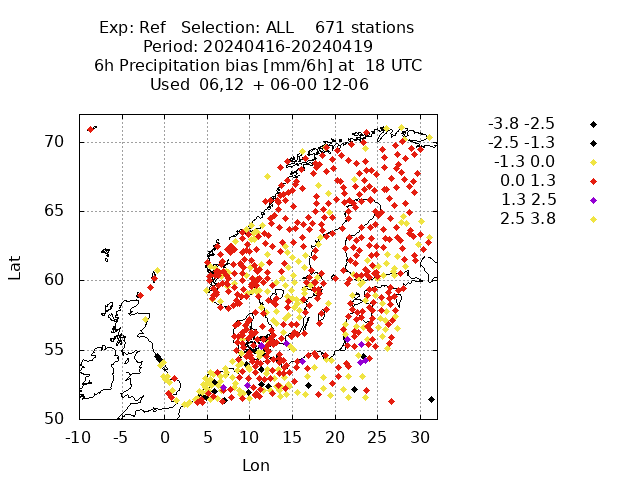 Exp: Ref   Selection: ALL    671 stations
Period: 20240416-20240419
6h Precipitation bias [mm/6h] at  18 UTC
Used  06,12  + 06-00 12-06
-3.8 -2.5
-2.5 -1.3
-1.3 0.0
0.0 1.3
1.3 2.5
2.5 3.8
70
65
60
55
50
Lat
-10 -5 0 5 10 15 20 25 30
Lon